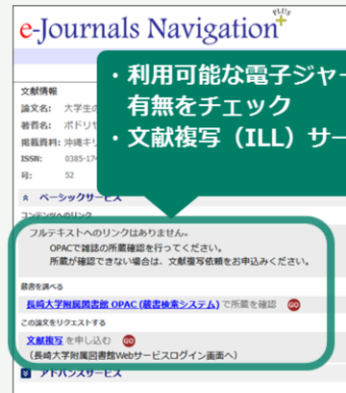 e-Journals Navigation PLUS
+
・利用可能な電子ジャー
有無をチェック
・文献複写（ILL）サー
文献情報
論文名: 大学生の
著者名: ポドリヤ
掲載資料: 沖縄キリ
ISSN: 0385-174
号: 52
ベーシックサービス
コンテンツへのリンク
フルテキストへのリンクはありません。
OPACで雑誌の所蔵確認を行ってください。
所蔵が確認できない場合は、文献複写依頼をお申込みください。
蔵書を調べる
長崎大学附属図書館 OPAC (蔵書検索システム) で所蔵を確認 GO
この論文をリクエストする
文献複写 を申し込む GO
(長崎大学附属図書館Webサービスログイン画面へ)
アドバンスサービス